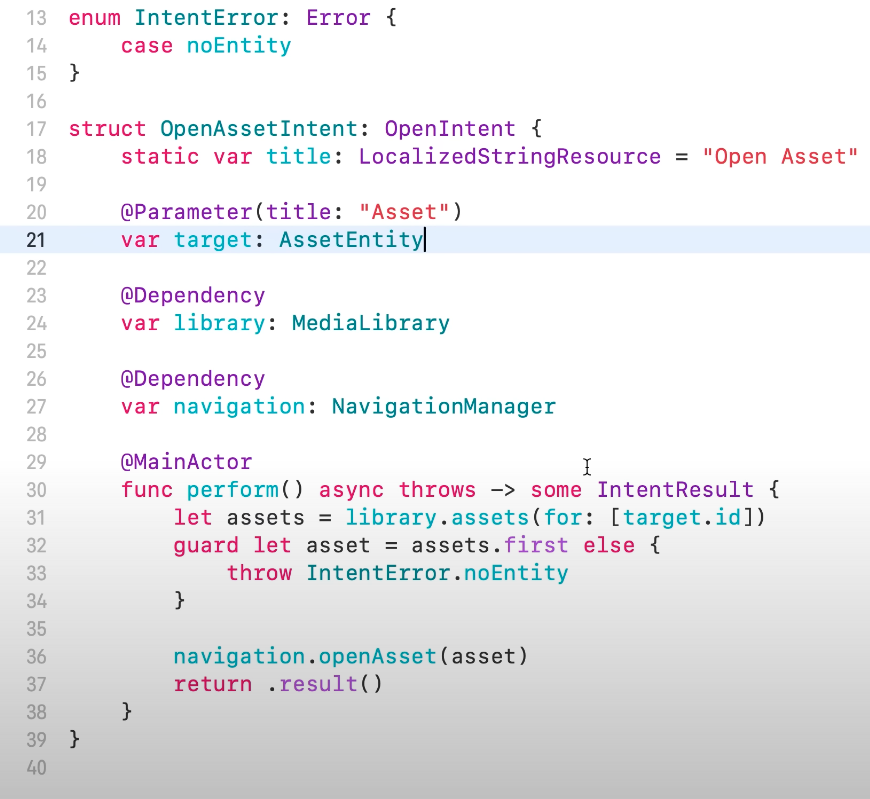 13 enum IntentError: Error {
14     case noEntity
15 }
16
17 struct OpenAssetIntent: OpenIntent {
18     static var title: LocalizedStringResource = "Open Asset"
19
20     @Parameter(title: "Asset")
21     var target: AssetEntity
22
23     @Dependency
24     var library: MediaLibrary
25
26     @Dependency
27     var navigation: NavigationManager
28
29     @MainActor
30     func perform() async throws -> some IntentResult {
31         let assets = library.assets(for: [target.id])
32         guard let asset = assets.first else {
33             throw IntentError.noEntity
34         }
35
36         navigation.openAsset(asset)
37         return .result()
38     }
39 }
40